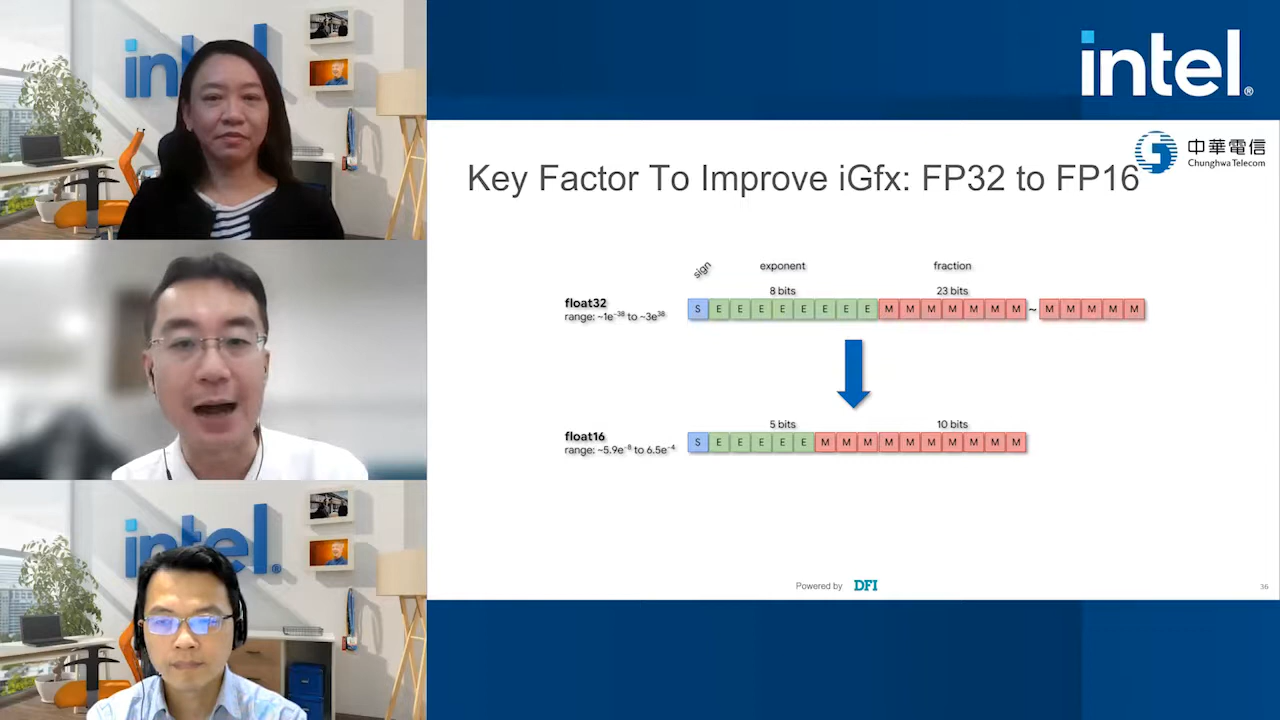 intel
intel
intel®
intel®
中華電信
Chunghwa Telecom
Key Factor To Improve iGfx: FP32 to FP16
sign
exponent
fraction
8 bits
23 bits
float32
range: ~1e⁻³⁸ to ~3e³⁸
S E E E E E E E E M M M M M M M ~ M M M M M
5 bits
10 bits
float16
range: ~5.9e⁻⁸ to 6.5e⁻⁴
S E E E E E M M M M M M M M M M
Powered by DFI
36